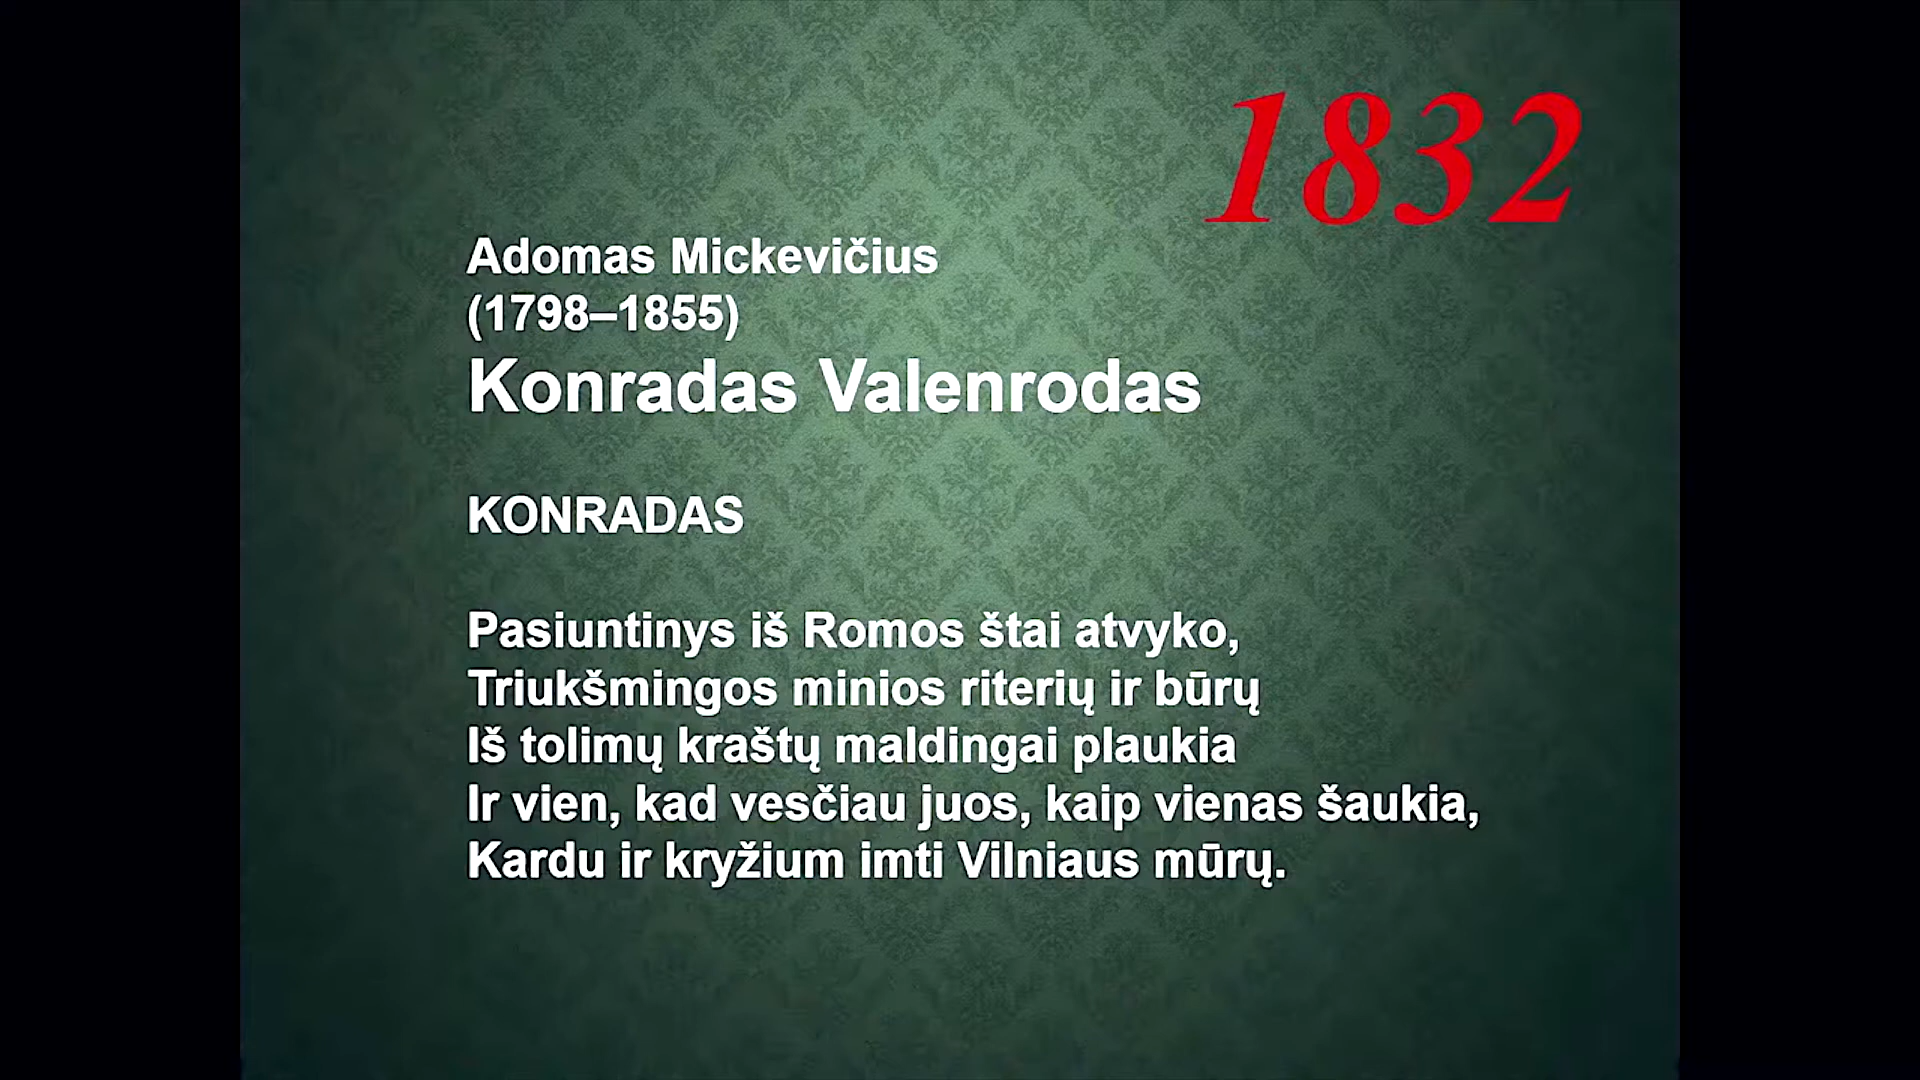 1832
Adomas Mickevičius
(1798–1855)
Konradas Valenrodas
KONRADAS
Pasiuntinys iš Romos štai atvyko,
Triukšmingos minios riterių ir būrų
Iš tolimų kraštų maldingai plaukia
Ir vien, kad vesčiau juos, kaip vienas šaukia,
Kardu ir kryžium imti Vilniaus mūrų.